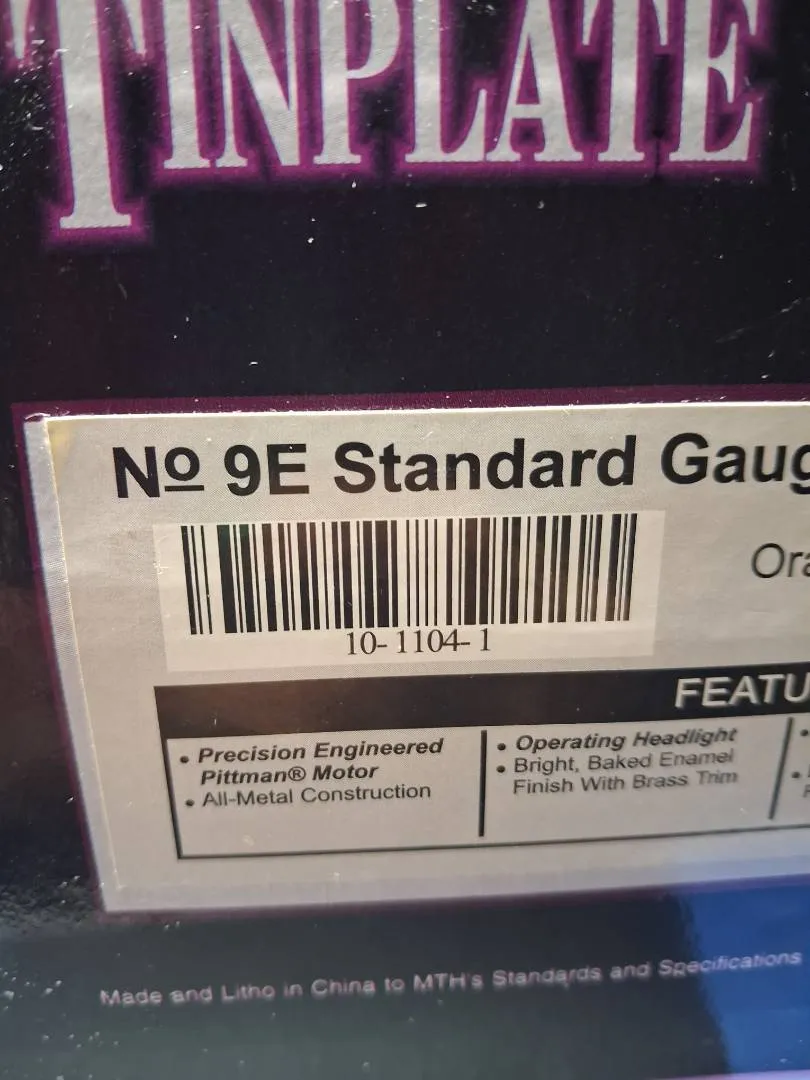 TINPLATE
Nº 9E Standard Gaug
Ora
10-1104-1
FEATU
• Precision Engineered
Pittman® Motor
• All-Metal Construction
• Operating Headlight
• Bright, Baked Enamel
Finish With Brass Trim
Made and Litho in China to MTH's Standards and Specifications